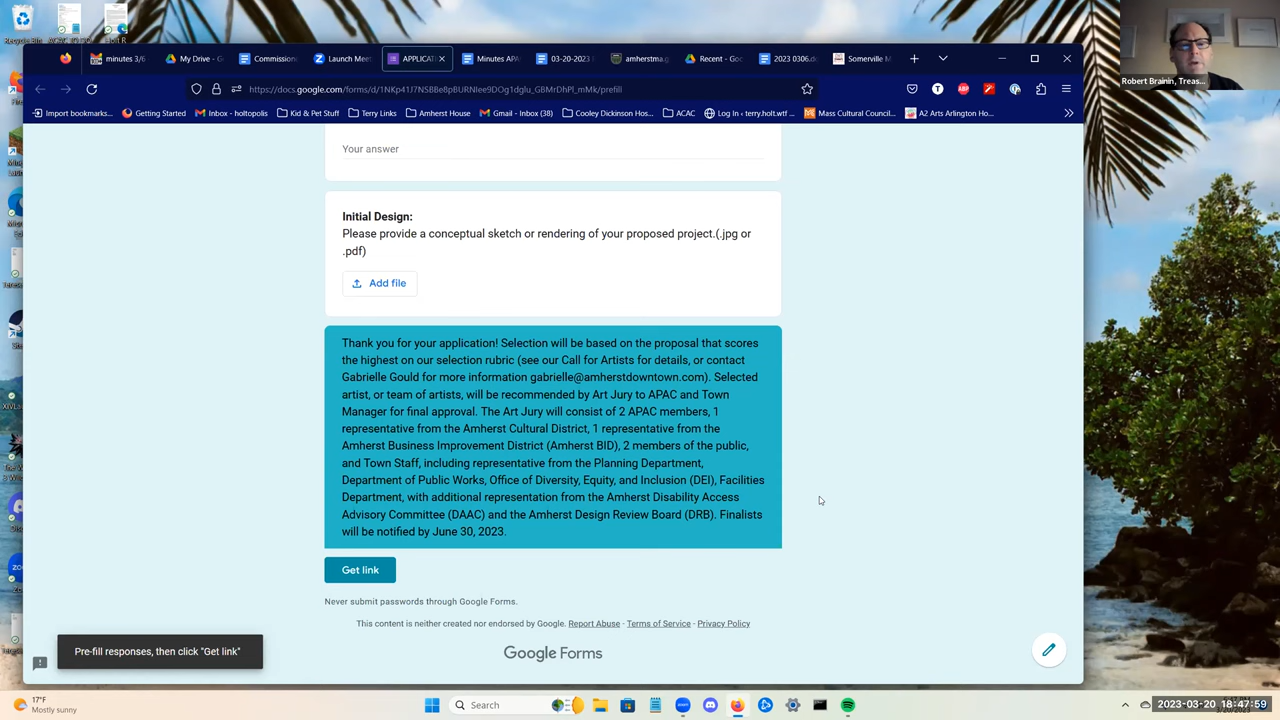 minutes 3/6
My Drive - G
Commission
Launch Meet
APPLICAT
Minutes APA
03-20-2023
amherstma.g
Recent - Goo
2023 0306.do
Somerville M
https://docs.google.com/forms/d/1NKp41J7NSBBe8pBURNIee9DOg1dgIu_GBMrDhPI_mMk/prefill
Import bookmarks...
Getting Started
Inbox - holtopolis
Kid & Pet Stuff
Terry Links
Amherst House
Gmail - Inbox (38)
Cooley Dickinson Hos...
ACAC
Log In ‹ terry.holt.wtf ...
Mass Cultural Council...
A2 Arts Arlington Ho...
Robert Brainin, Treas...
Your answer
Initial Design:
Please provide a conceptual sketch or rendering of your proposed project.(.jpg or
.pdf)
Add file
Thank you for your application! Selection will be based on the proposal that scores
the highest on our selection rubric (see our Call for Artists for details, or contact
Gabrielle Gould for more information gabrielle@amherstdowntown.com). Selected
artist, or team of artists, will be recommended by Art Jury to APAC and Town
Manager for final approval. The Art Jury will consist of 2 APAC members, 1
representative from the Amherst Cultural District, 1 representative from the
Amherst Business Improvement District (Amherst BID), 2 members of the public,
and Town Staff, including representative from the Planning Department,
Department of Public Works, Office of Diversity, Equity, and Inclusion (DEI), Facilities
Department, with additional representation from the Amherst Disability Access
Advisory Committee (DAAC) and the Amherst Design Review Board (DRB). Finalists
will be notified by June 30, 2023.
Get link
Never submit passwords through Google Forms.
This content is neither created nor endorsed by Google. Report Abuse - Terms of Service - Privacy Policy
Google Forms
Pre-fill responses, then click "Get link"
17°F
Mostly sunny
Search
2023-03-20 18:47:59